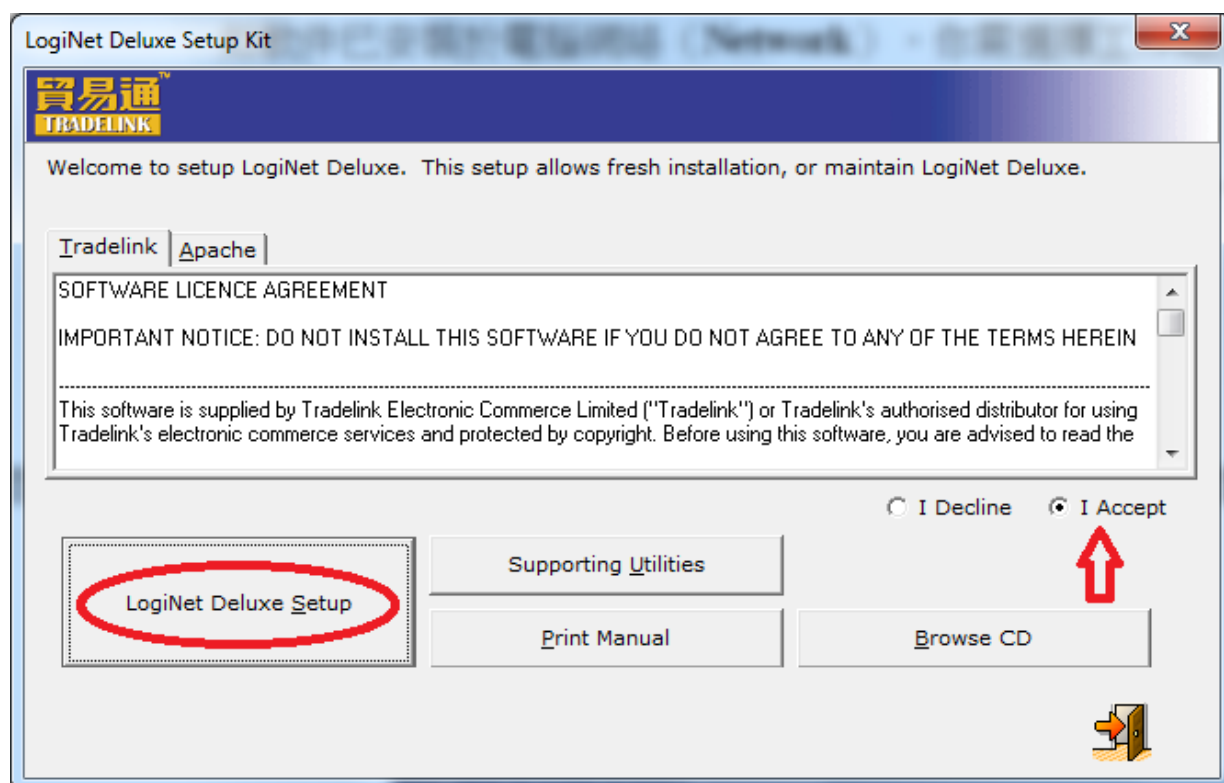 LogiNet Deluxe Setup Kit
Network
貿易通™
TRADELINK
Welcome to setup LogiNet Deluxe. This setup allows fresh installation, or maintain LogiNet Deluxe.
Tradelink Apache
SOFTWARE LICENCE AGREEMENT
IMPORTANT NOTICE: DO NOT INSTALL THIS SOFTWARE IF YOU DO NOT AGREE TO ANY OF THE TERMS HEREIN
This software is supplied by Tradelink Electronic Commerce Limited ("Tradelink") or Tradelink's authorised distributor for using
Tradelink's electronic commerce services and protected by copyright. Before using this software, you are advised to read the
I Decline I Accept
LogiNet Deluxe Setup
Supporting Utilities
Print Manual
Browse CD